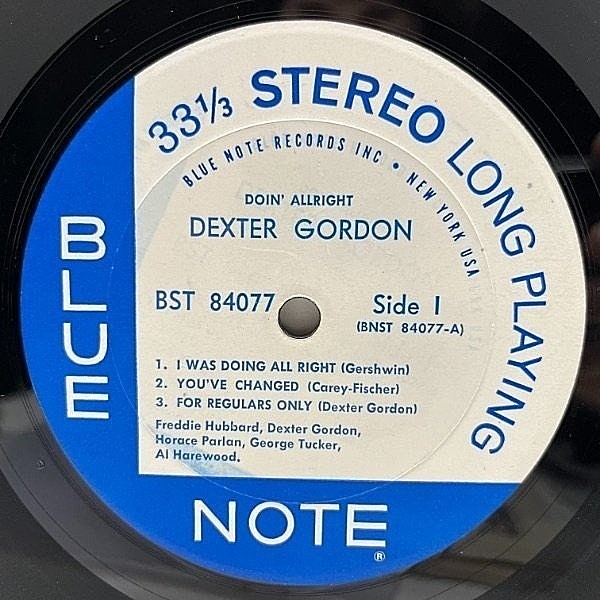 33⅓ STEREO LONG PLAYING
BLUE NOTE RECORDS INC • NEW YORK USA
DOIN' ALLRIGHT
DEXTER GORDON
BST 84077
Side 1
(BNST 84077-A)
1. I WAS DOING ALL RIGHT (Gershwin)
2. YOU'VE CHANGED (Carey-Fischer)
3. FOR REGULARS ONLY (Dexter Gordon)
Freddie Hubbard, Dexter Gordon,
Horace Parlan, George Tucker,
Al Harewood.
BLUE
NOTE
®